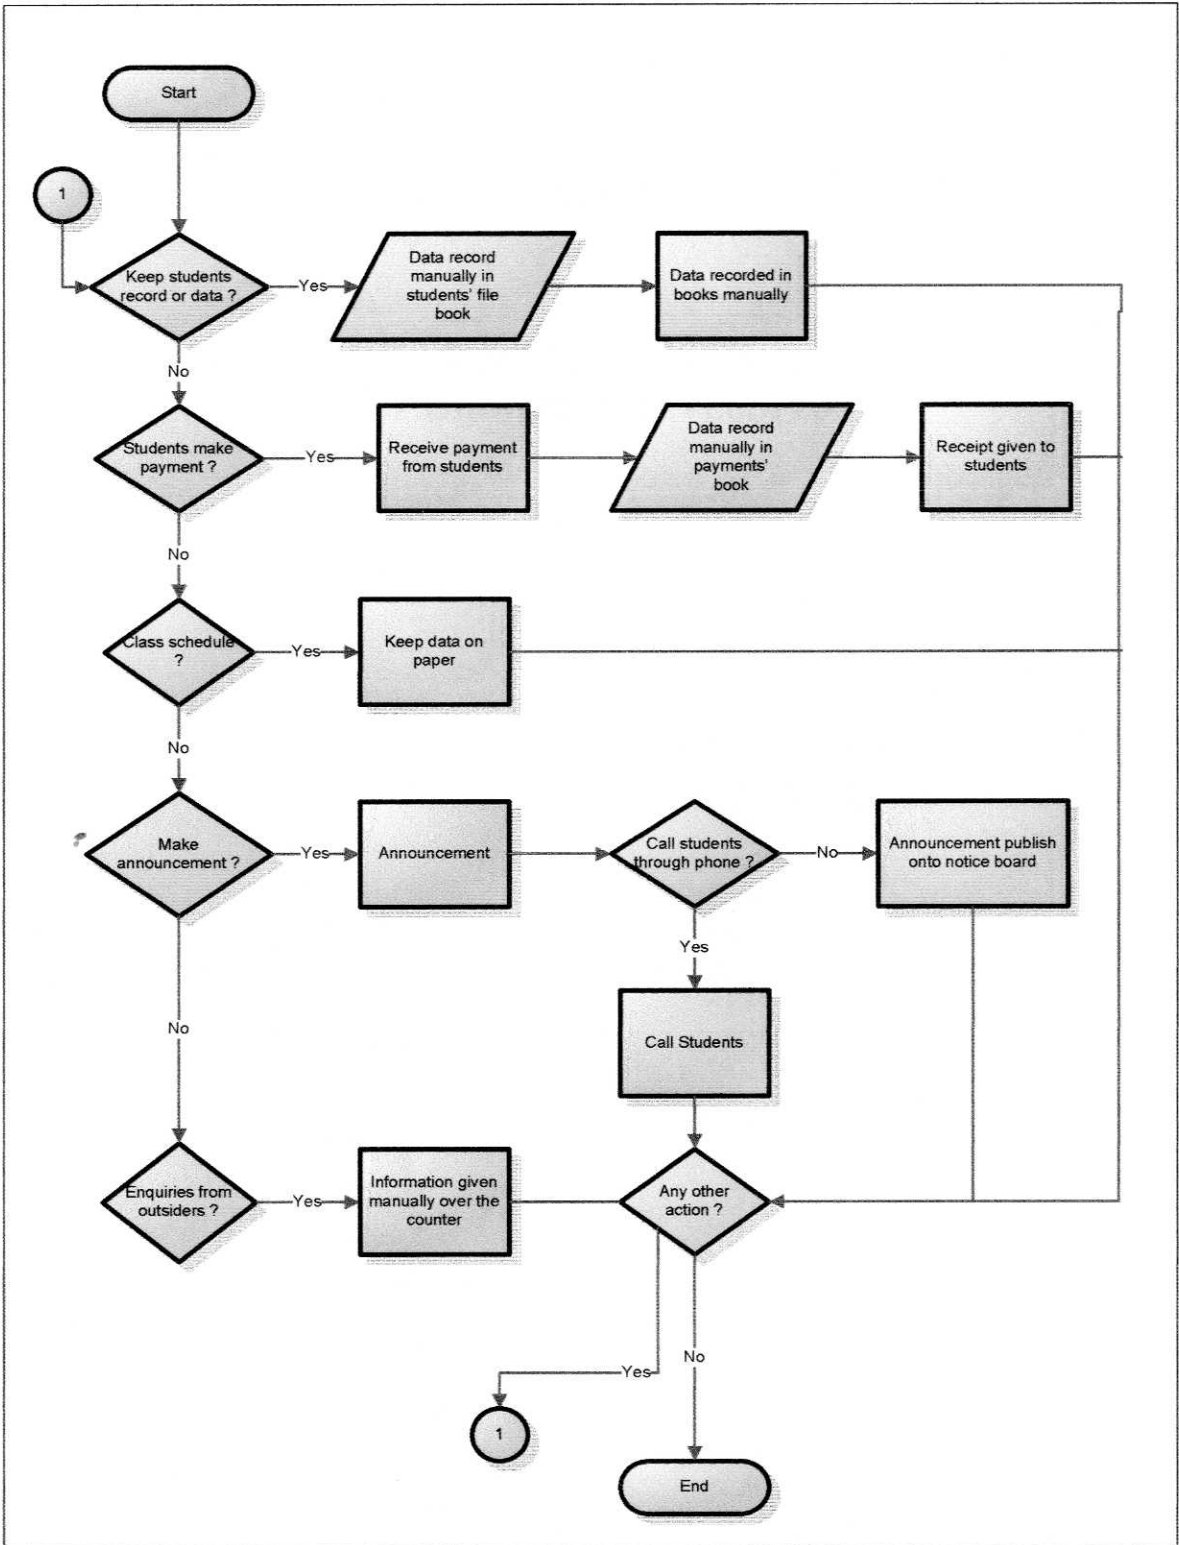 Start
1
Keep students
record or data ?
Yes
Data record
manually in
students' file
book
Data recorded in
books manually
No
Students make
payment ?
Yes
Receive payment
from students
Data record
manually in
payments'
book
Receipt given to
students
No
Class schedule
?
Yes
Keep data on
paper
No
Make
announcement ?
Yes
Announcement
Call students
through phone ?
No
Announcement publish
onto notice board
Yes
No
Call Students
Enquiries from
outsiders ?
Yes
Information given
manually over the
counter
Any other
action ?
Yes
No
1
End